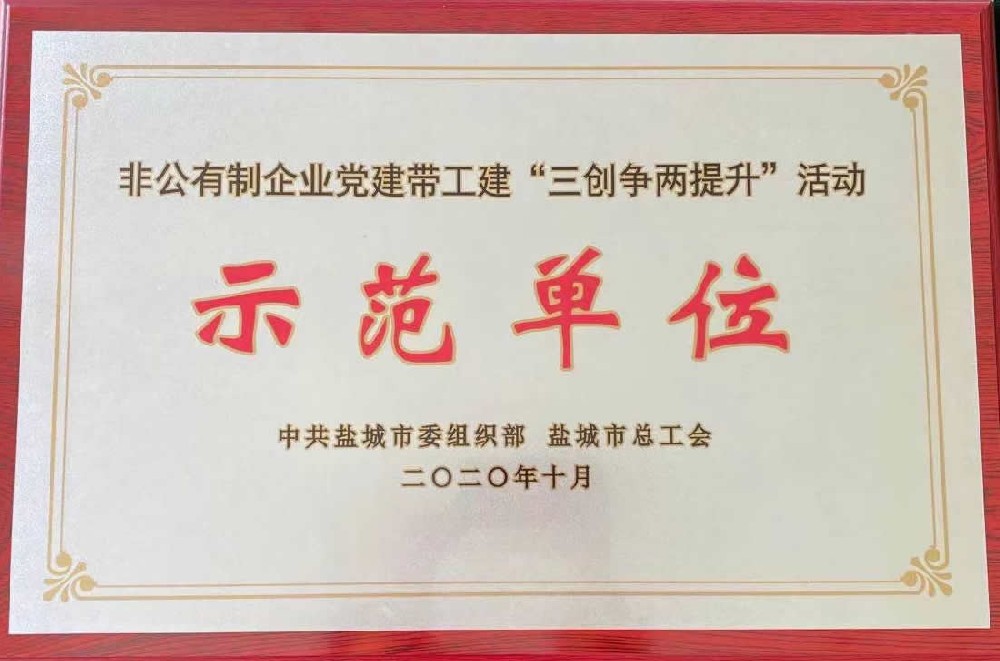 非公有制企业党建带工建“三创争两提升”活动
示范单位
中共盐城市委组织部 盐城市总工会
二〇二〇年十月